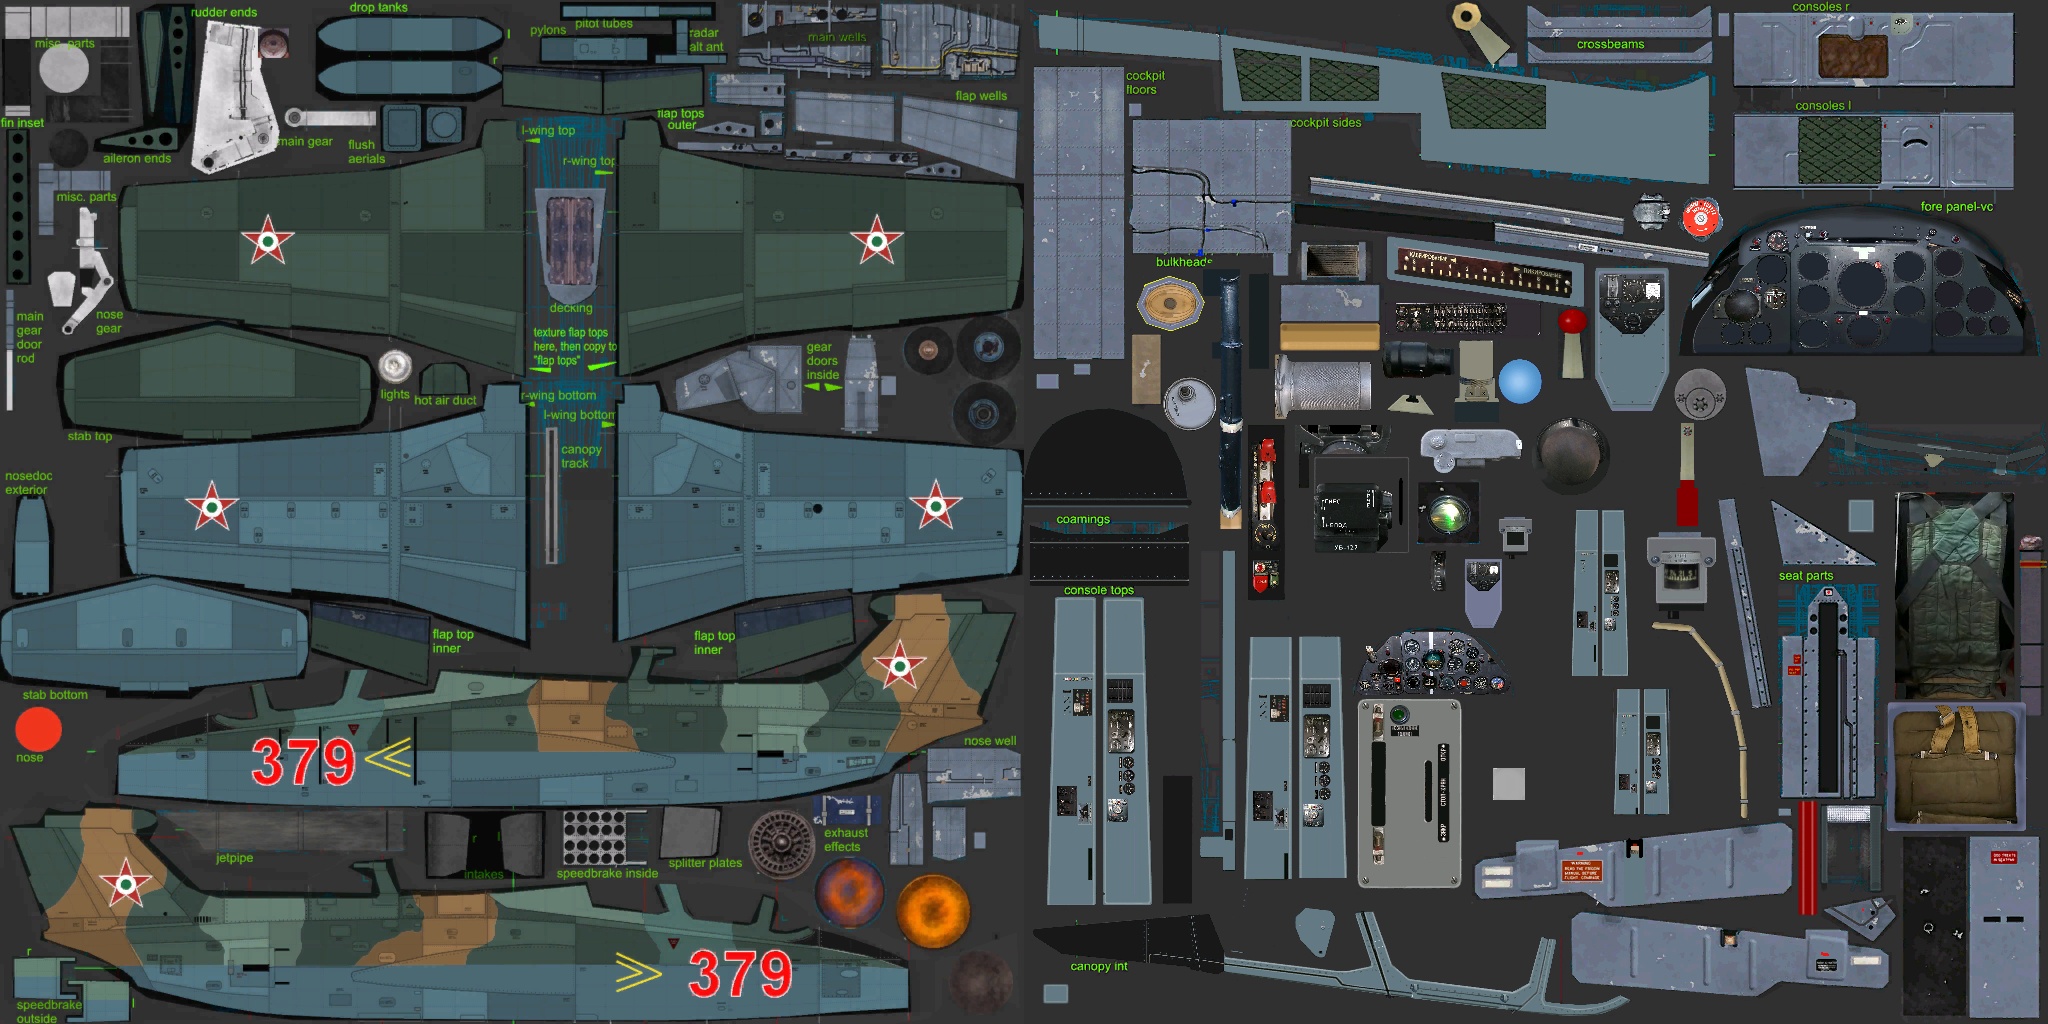 misc. parts
rudder ends
drop tanks
l
r
pylons
pitot tubes
radar
alt ant
main wells
flap wells
fin inset
aileron ends
main gear
flush
aerials
flap tops
outer
l-wing top
r-wing top
misc. parts
nose
gear
main
gear
door
rod
decking
texture flap tops
here, then copy to
"flap tops"
gear
doors
inside
lights
hot air duct
stab top
r-wing bottom
l-wing bottom
canopy
track
nosedoc
exterior
flap top
inner
flap top
inner
stab bottom
nose
379
nose well
jetpipe
r
l
intakes
speedbrake inside
splitter plates
exhaust
effects
379
r
l
speedbrake
outside
cockpit
floors
cockpit sides
crossbeams
consoles r
consoles l
fore panel-vc
bulkheads
КАБРИРОВАНИЕ
ПИКИРОВАНИЕ
coamings
console tops
УБ-127
seat parts
canopy int